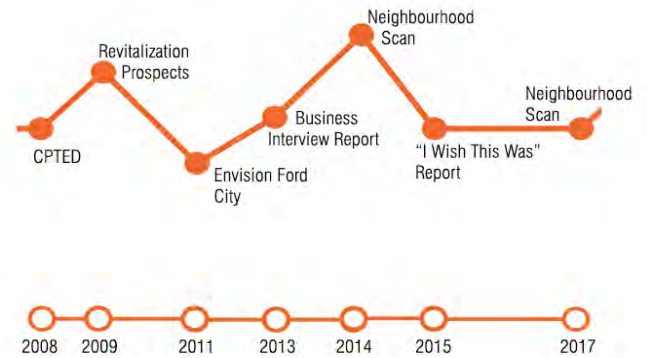 Neighbourhood
Scan
Revitalization
Prospects
Neighbourhood
Scan
Business
Interview Report
CPTED
"I Wish This Was"
Report
Envision Ford
City
2008 2009 2011 2013 2014 2015 2017